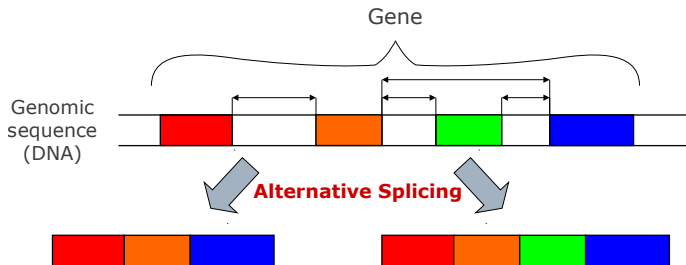 Gene
Genomic
sequence
(DNA)
Alternative Splicing